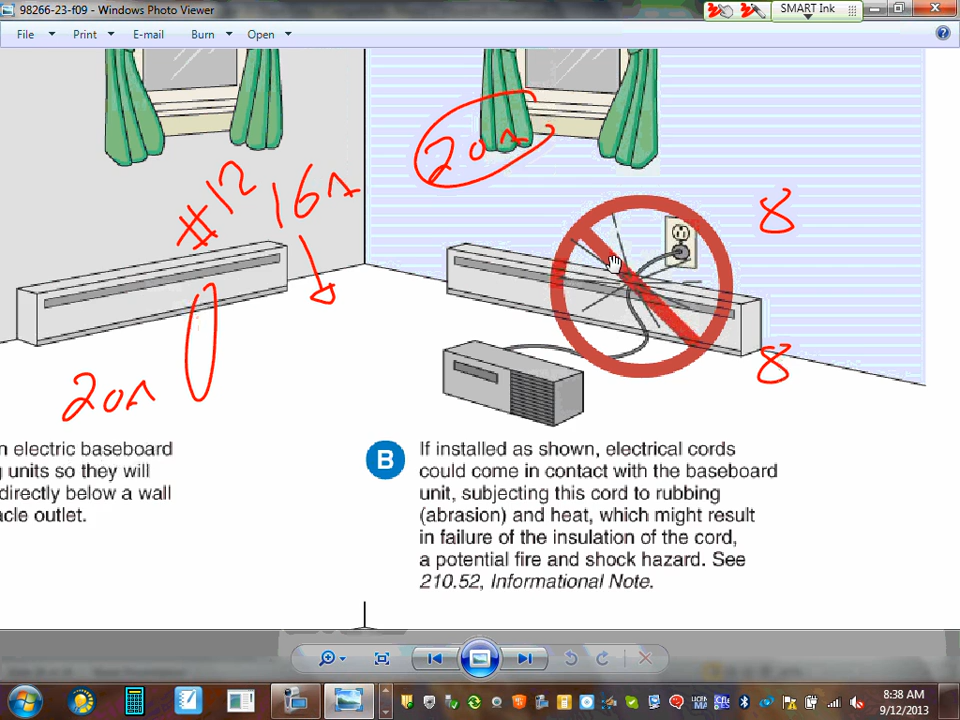 98266-23-f09 - Windows Photo Viewer
SMART Ink
File Print Burn E-mail Open
20A
#12 16A
8
20A
8
n electric baseboard
g units so they will
directly below a wall
acle outlet.
B
If installed as shown, electrical cords
could come in contact with the baseboard
unit, subjecting this cord to rubbing
(abrasion) and heat, which might result
in failure of the insulation of the cord,
a potential fire and shock hazard. See
210.52, Informational Note.
8:38 AM
9/12/2013